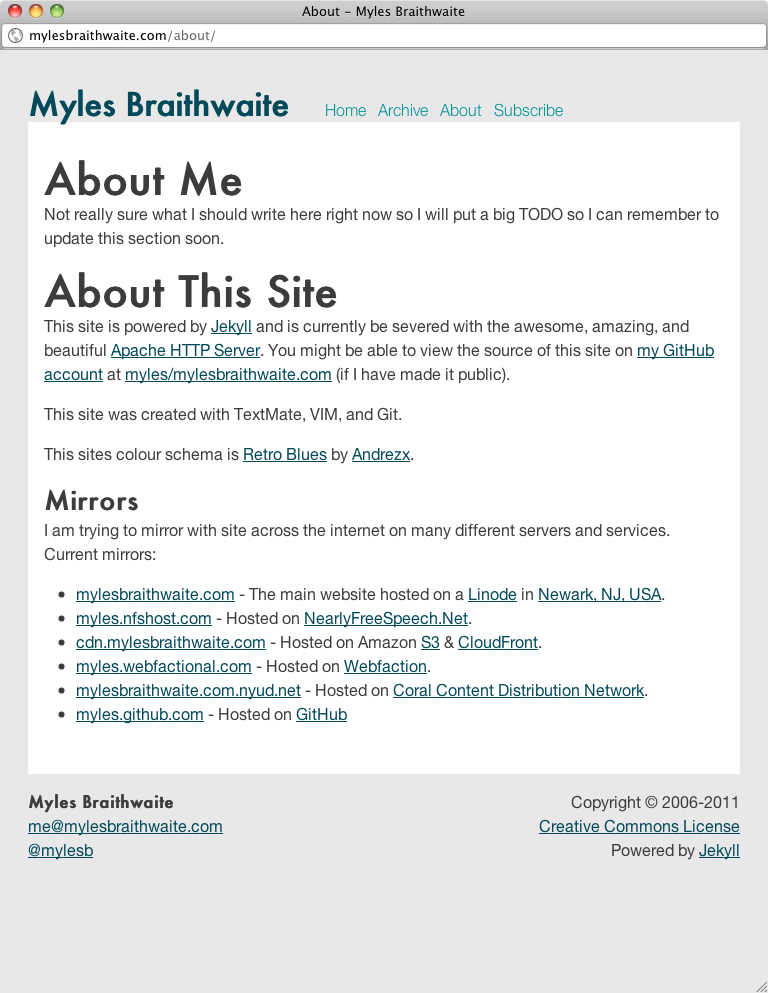 About – Myles Braithwaite
mylesbraithwaite.com/about/
Myles Braithwaite
Home Archive About Subscribe
About Me
Not really sure what I should write here right now so I will put a big TODO so I can remember to
update this section soon.
About This Site
This site is powered by Jekyll and is currently be severed with the awesome, amazing, and
beautiful Apache HTTP Server. You might be able to view the source of this site on my GitHub
account at myles/mylesbraithwaite.com (if I have made it public).
This site was created with TextMate, VIM, and Git.
This sites colour schema is Retro Blues by Andrezx.
Mirrors
I am trying to mirror with site across the internet on many different servers and services.
Current mirrors:
• mylesbraithwaite.com - The main website hosted on a Linode in Newark, NJ, USA.
• myles.nfshost.com - Hosted on NearlyFreeSpeech.Net.
• cdn.mylesbraithwaite.com - Hosted on Amazon S3 & CloudFront.
• myles.webfactional.com - Hosted on Webfaction.
• mylesbraithwaite.com.nyud.net - Hosted on Coral Content Distribution Network.
• myles.github.com - Hosted on GitHub
Myles Braithwaite
me@mylesbraithwaite.com
@mylesb
Copyright © 2006-2011
Creative Commons License
Powered by Jekyll